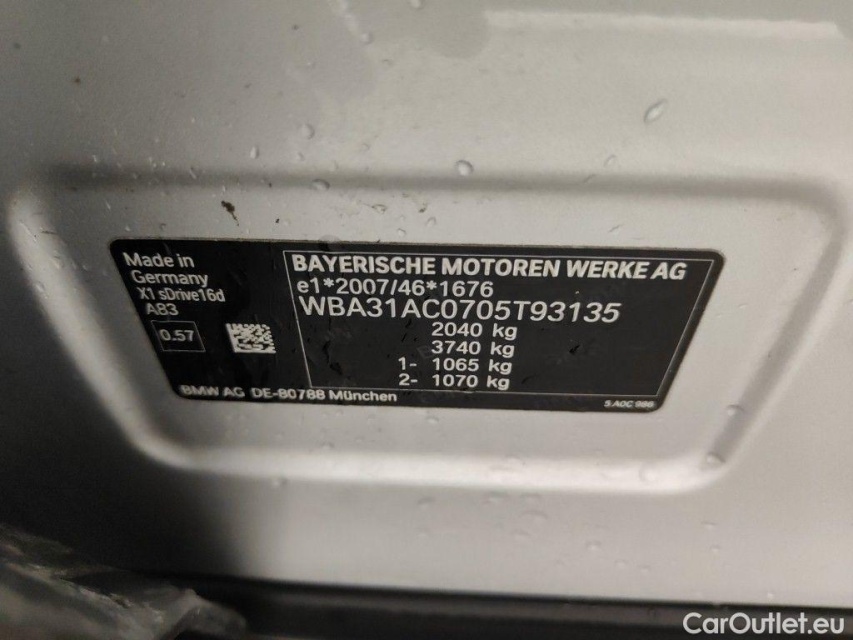 Made in
Germany
X1 sDrive16d
AB3
0.57
BAYERISCHE MOTOREN WERKE AG
e1*2007/46*1676
WBA31AC0705T93135
2040 kg
3740 kg
1- 1065 kg
2- 1070 kg
BMW AG DE-80788 München
5 A0C 986
CarOutlet.eu